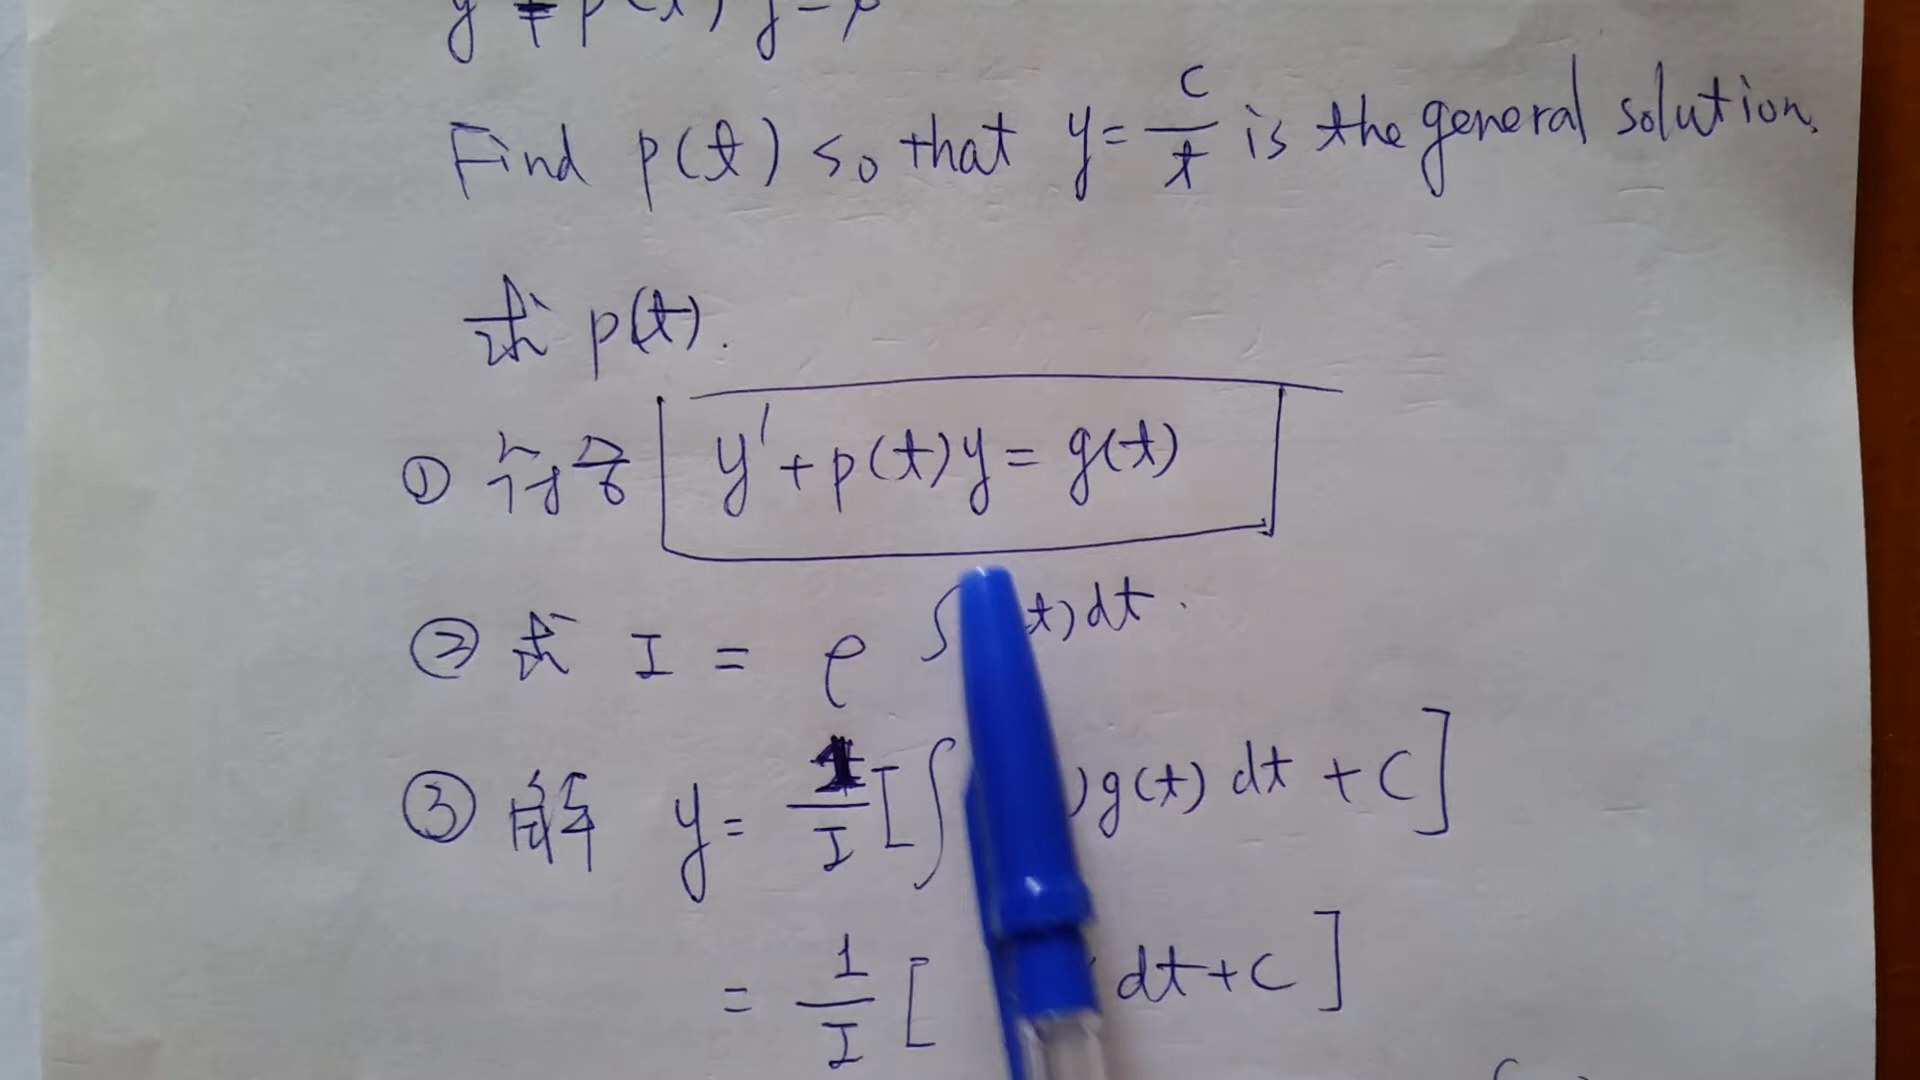 Find p(t) so that y = C/t is the general solution.
求 p(t).
① 符合 y' + p(t)y = g(t)
② 求 I = e ∫ t) dt.
③ 解 y = 1/I [∫ )g(t) dt + C]
= 1/I [ dt + C ]